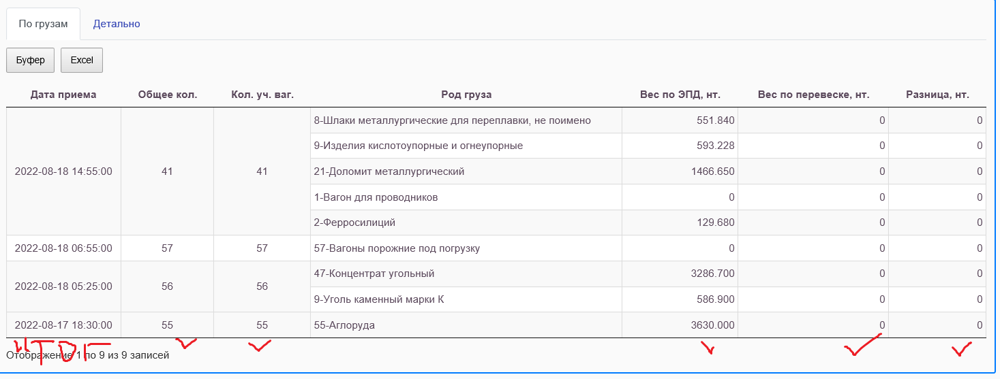 По грузам Детально
Буфер Excel
Дата приема Общее кол. Кол. уч. ваг. Род груза Вес по ЭПД, нт. Вес по перевеске, нт. Разница, нт.
8-Шлаки металлургические для переплавки, не поимено 551.840 0 0
9-Изделия кислотоупорные и огнеупорные 593.228 0 0
2022-08-18 14:55:00 41 41 21-Доломит металлургический 1466.650 0 0
1-Вагон для проводников 0 0 0
2-Ферросилиций 129.680 0 0
2022-08-18 06:55:00 57 57 57-Вагоны порожние под погрузку 0 0 0
47-Концентрат угольный 3286.700 0 0
2022-08-18 05:25:00 56 56
9-Уголь каменный марки К 586.900 0 0
2022-08-17 18:30:00 55 55 55-Аглоруда 3630.000 0 0
Отображение 1 по 9 из 9 записей